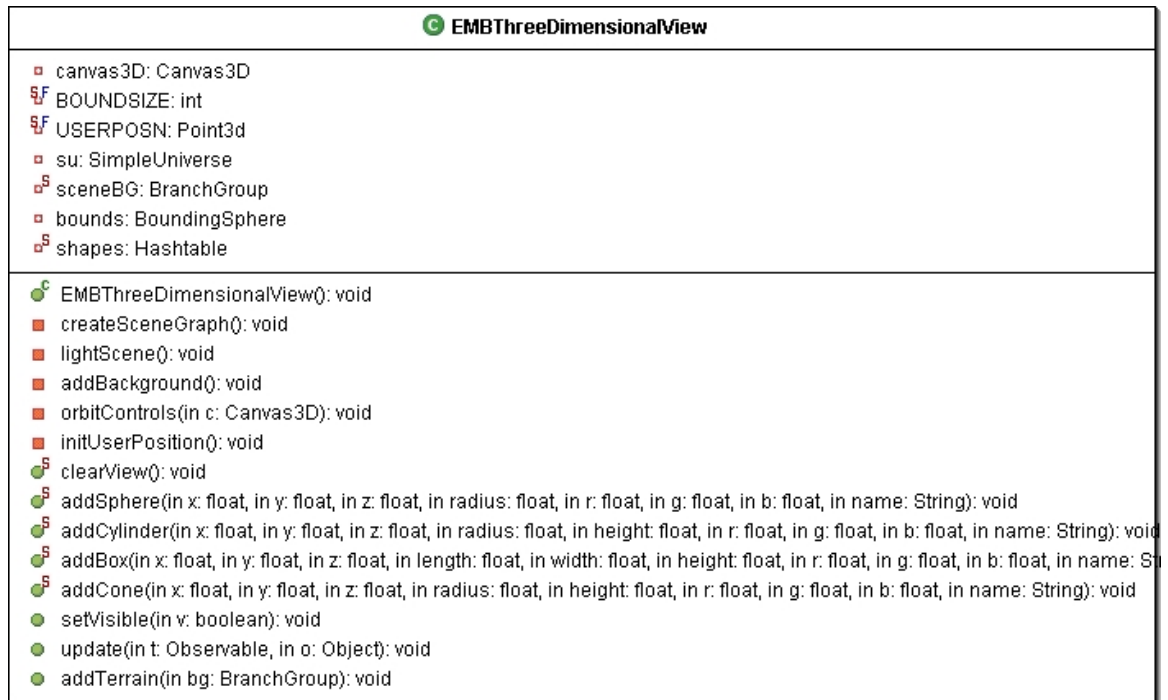 C EMBThreeDimensionalView
canvas3D: Canvas3D
S F BOUNDSIZE: int
S F USERPOSN: Point3d
su: SimpleUniverse
S sceneBG: BranchGroup
bounds: BoundingSphere
S shapes: Hashtable
C EMBThreeDimensionalView(): void
createSceneGraph(): void
lightScene(): void
addBackground(): void
orbitControls(in c: Canvas3D): void
initUserPosition(): void
S clearView(): void
S addSphere(in x: float, in y: float, in z: float, in radius: float, in r: float, in g: float, in b: float, in name: String): void
S addCylinder(in x: float, in y: float, in z: float, in radius: float, in height: float, in r: float, in g: float, in b: float, in name: String): void
S addBox(in x: float, in y: float, in z: float, in length: float, in width: float, in height: float, in r: float, in g: float, in b: float, in name:
S addCone(in x: float, in y: float, in z: float, in radius: float, in height: float, in r: float, in g: float, in b: float, in name: String): void
setVisible(in v: boolean): void
update(in t: Observable, in o: Object): void
addTerrain(in bg: BranchGroup): void